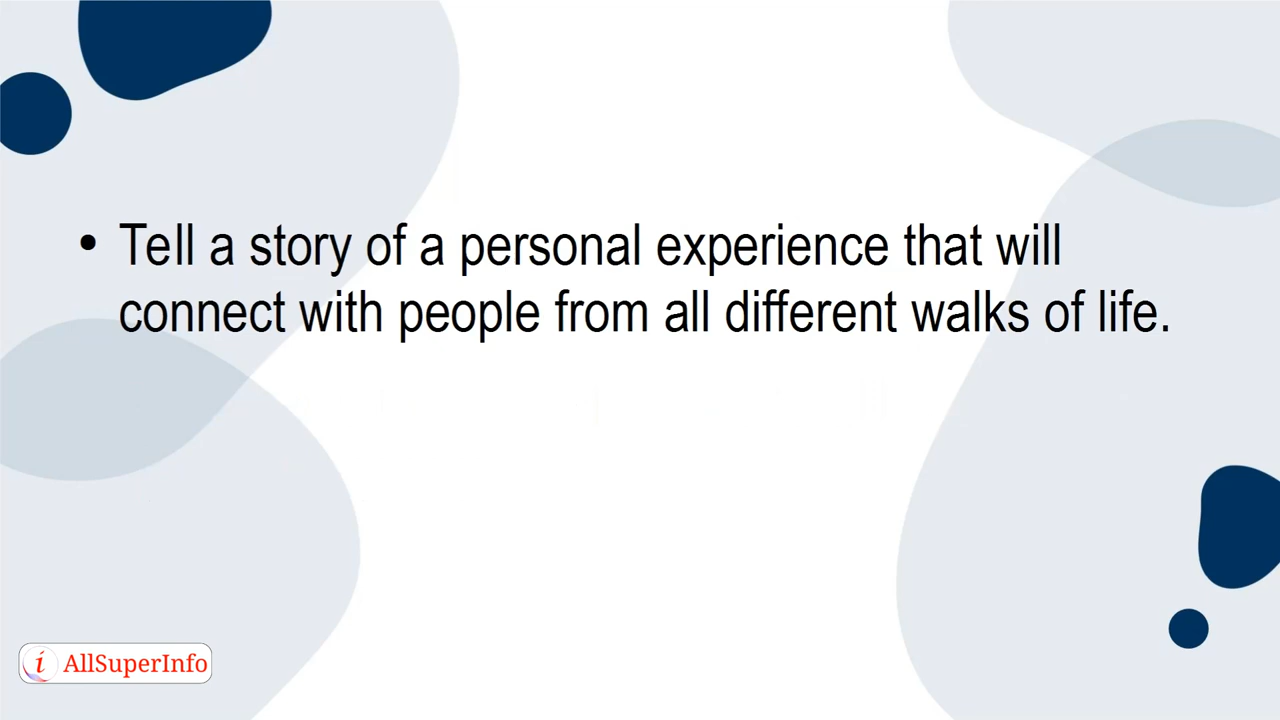 • Tell a story of a personal experience that will
connect with people from all different walks of life.
i AllSuperInfo